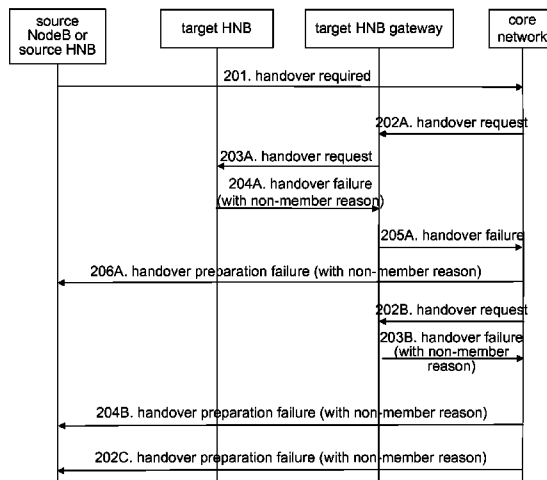 source
NodeB or
source HNB
target HNB
target HNB gateway
core
network
201. handover required
202A. handover request
203A. handover request
204A. handover failure
(with non-member reason)
205A. handover failure
206A. handover preparation failure (with non-member reason)
202B. handover request
203B. handover failure
(with non-member
reason)
204B. handover preparation failure (with non-member reason)
202C. handover preparation failure (with non-member reason)